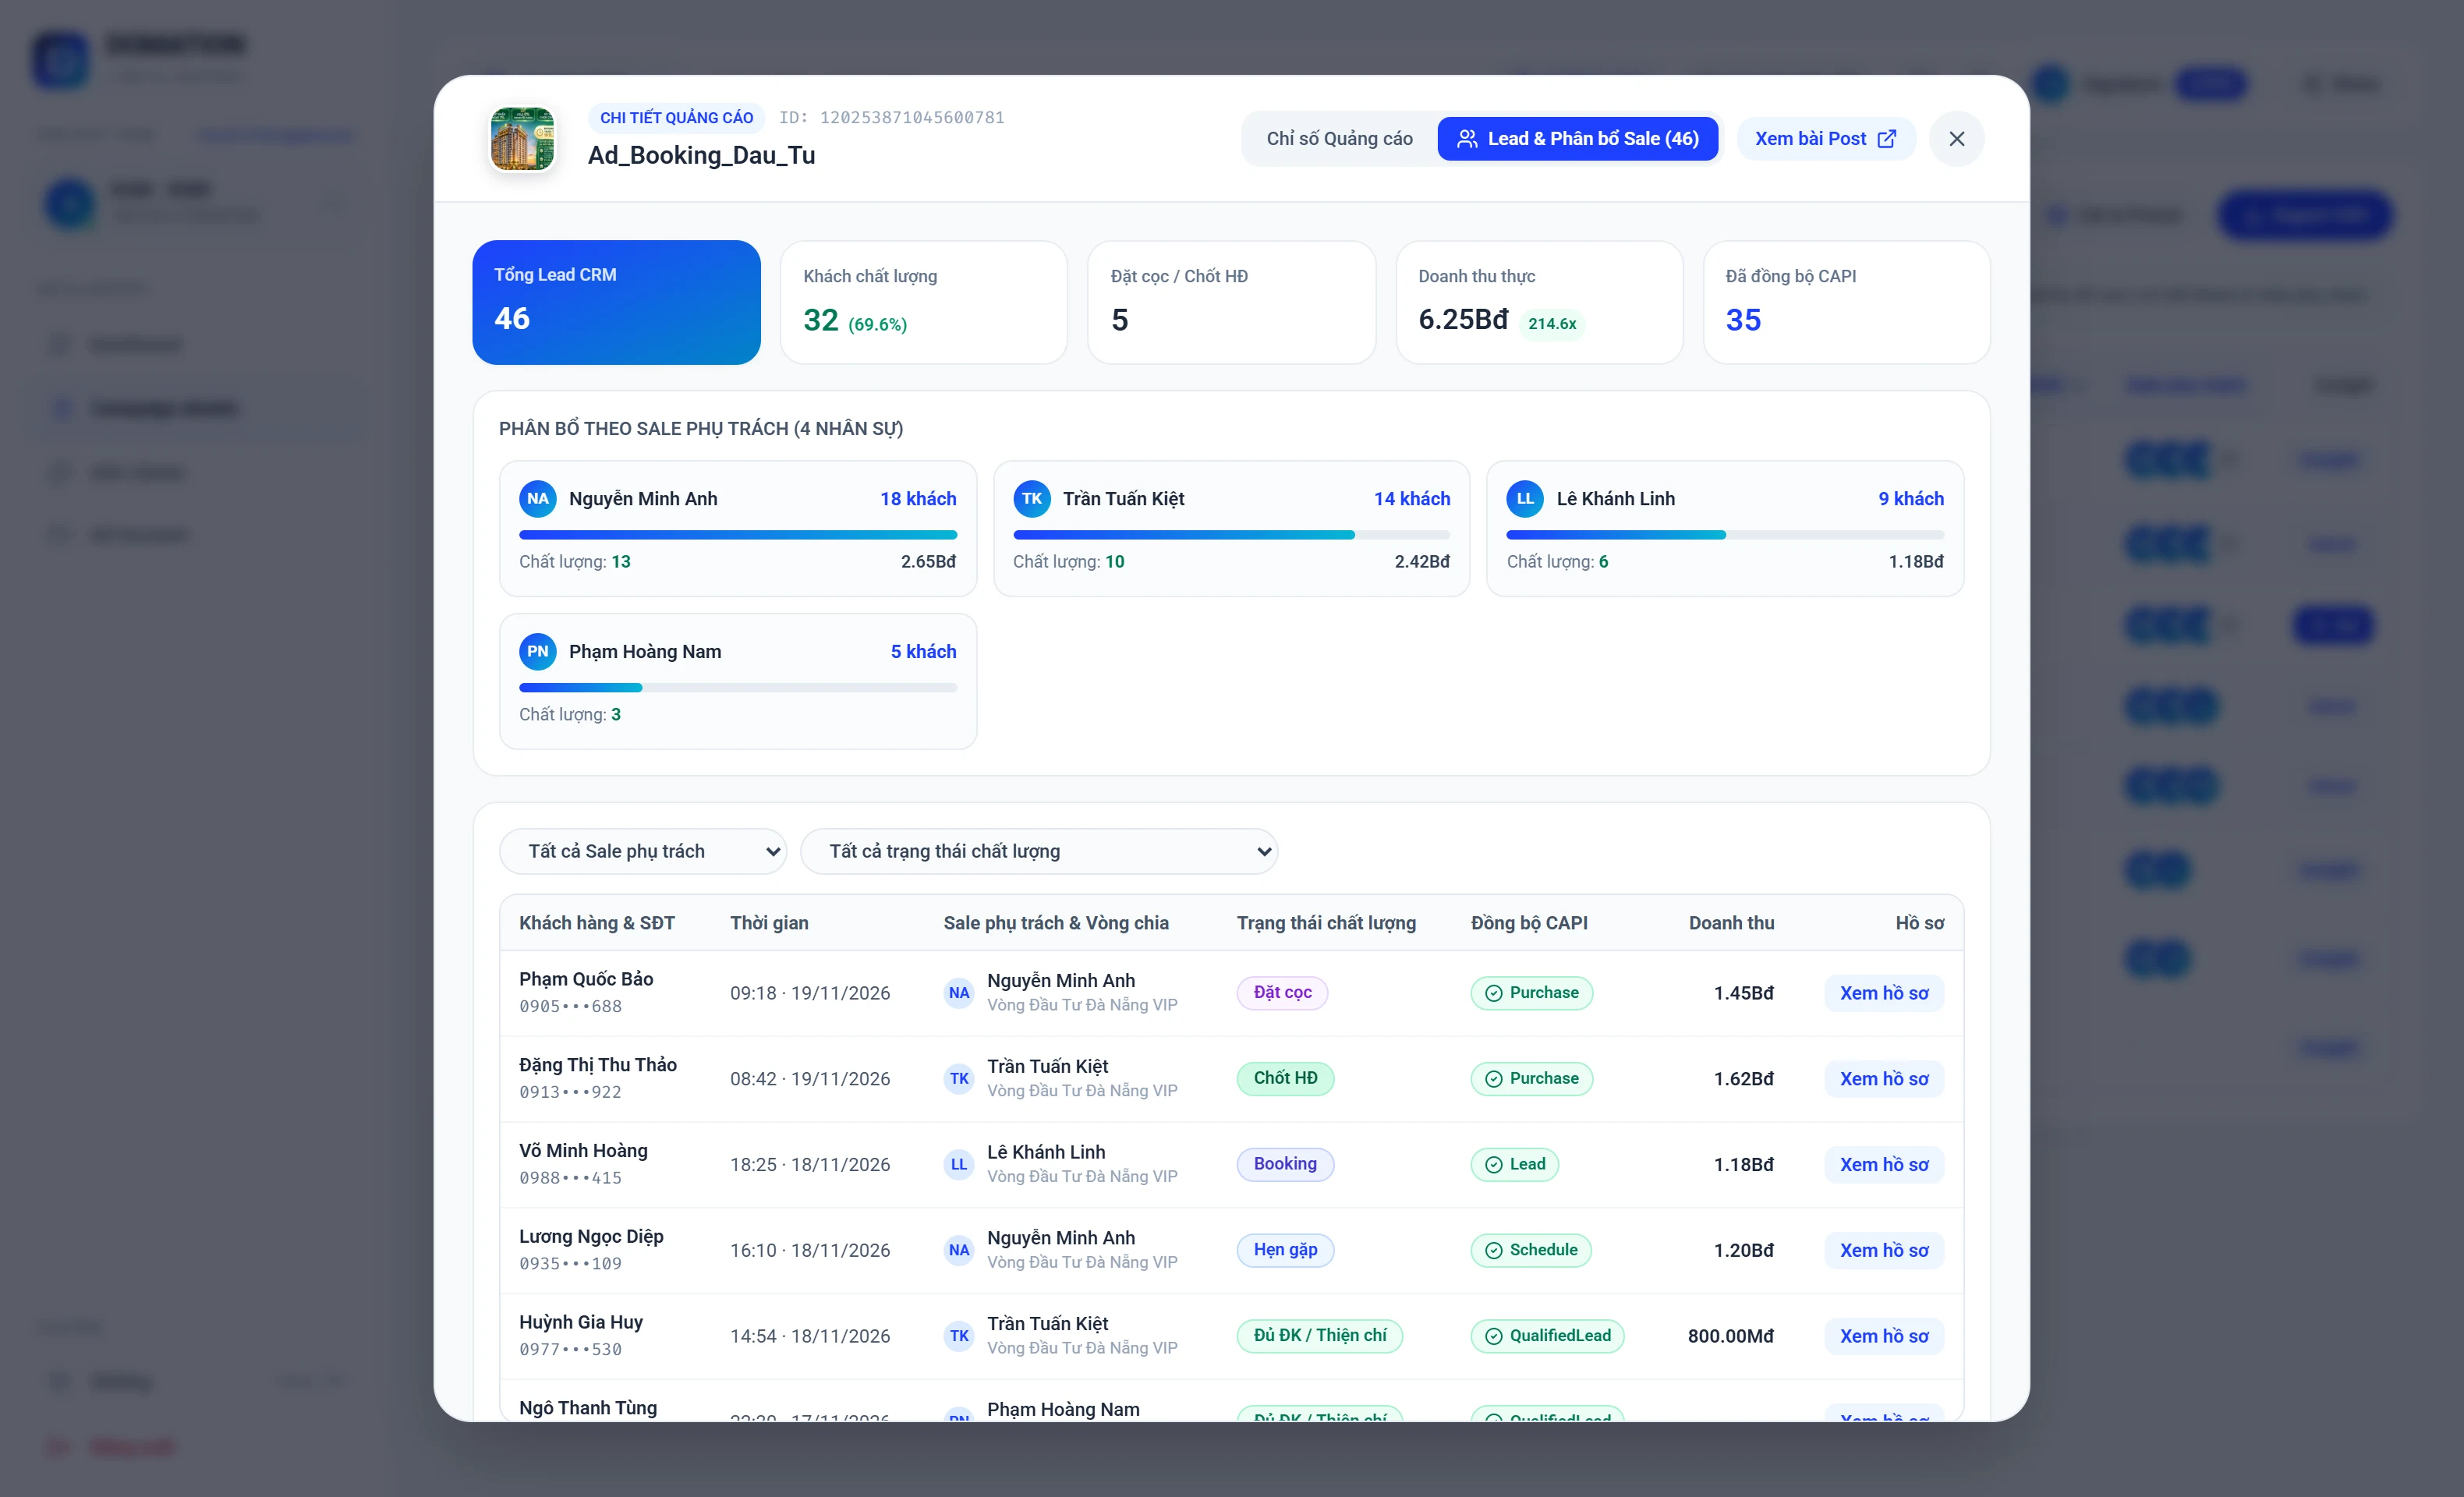 CHI TIẾT QUẢNG CÁO ID: 120253871045600781
Ad_Booking_Dau_Tu
Chỉ số Quảng cáo
Lead & Phân bổ Sale (46)
Xem bài Post
Tổng Lead CRM
46
Khách chất lượng
32 (69.6%)
Đặt cọc / Chốt HĐ
5
Doanh thu thực
6.25Bđ 214.6x
Đã đồng bộ CAPI
35
PHÂN BỔ THEO SALE PHỤ TRÁCH (4 NHÂN SỰ)
NA Nguyễn Minh Anh 18 khách
Chất lượng: 13 2.65Bđ
TK Trần Tuấn Kiệt 14 khách
Chất lượng: 10 2.42Bđ
LL Lê Khánh Linh 9 khách
Chất lượng: 6 1.18Bđ
PN Phạm Hoàng Nam 5 khách
Chất lượng: 3
Tất cả Sale phụ trách
Tất cả trạng thái chất lượng
Khách hàng & SĐT Thời gian Sale phụ trách & Vòng chia Trạng thái chất lượng Đồng bộ CAPI Doanh thu Hồ sơ
Phạm Quốc Bảo
0905•••688
09:18 · 19/11/2026
NA Nguyễn Minh Anh
Vòng Đầu Tư Đà Nẵng VIP
Đặt cọc
Purchase
1.45Bđ
Xem hồ sơ
Đặng Thị Thu Thảo
0913•••922
08:42 · 19/11/2026
TK Trần Tuấn Kiệt
Vòng Đầu Tư Đà Nẵng VIP
Chốt HĐ
Purchase
1.62Bđ
Xem hồ sơ
Võ Minh Hoàng
0988•••415
18:25 · 18/11/2026
LL Lê Khánh Linh
Vòng Đầu Tư Đà Nẵng VIP
Booking
Lead
1.18Bđ
Xem hồ sơ
Lương Ngọc Diệp
0935•••109
16:10 · 18/11/2026
NA Nguyễn Minh Anh
Vòng Đầu Tư Đà Nẵng VIP
Hẹn gặp
Schedule
1.20Bđ
Xem hồ sơ
Huỳnh Gia Huy
0977•••530
14:54 · 18/11/2026
TK Trần Tuấn Kiệt
Vòng Đầu Tư Đà Nẵng VIP
Đủ ĐK / Thiện chí
QualifiedLead
800.00Mđ
Xem hồ sơ
Ngô Thanh Tùng
PN Phạm Hoàng Nam
Đủ ĐK / Thiện chí
QualifiedLead
Xem hồ sơ